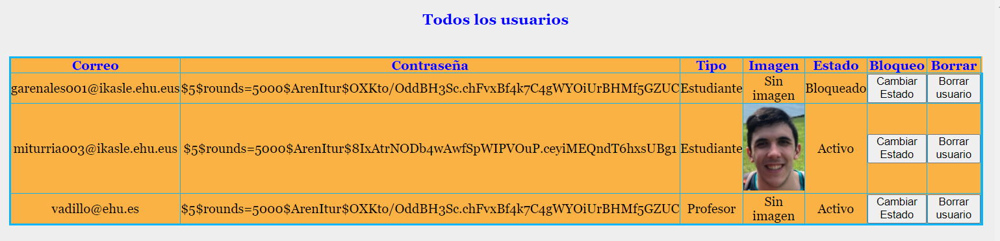 Todos los usuarios
Correo Contraseña Tipo Imagen Estado Bloqueo Borrar
garenales001@ikasle.ehu.eus $5$rounds=5000$ArenItur$OXKto/OddBH3Sc.chFvxBf4k7C4gWYOiUrBHMf5GZUC Estudiante Sin imagen Bloqueado Cambiar Estado Borrar usuario
miturria003@ikasle.ehu.eus $5$rounds=5000$ArenItur$8IxAtrNODb4wAwfSpWIPVOuP.ceyiMEQndT6hxsUBg1 Estudiante Activo Cambiar Estado Borrar usuario
vadillo@ehu.es $5$rounds=5000$ArenItur$OXKto/OddBH3Sc.chFvxBf4k7C4gWYOiUrBHMf5GZUC Profesor Sin imagen Activo Cambiar Estado Borrar usuario